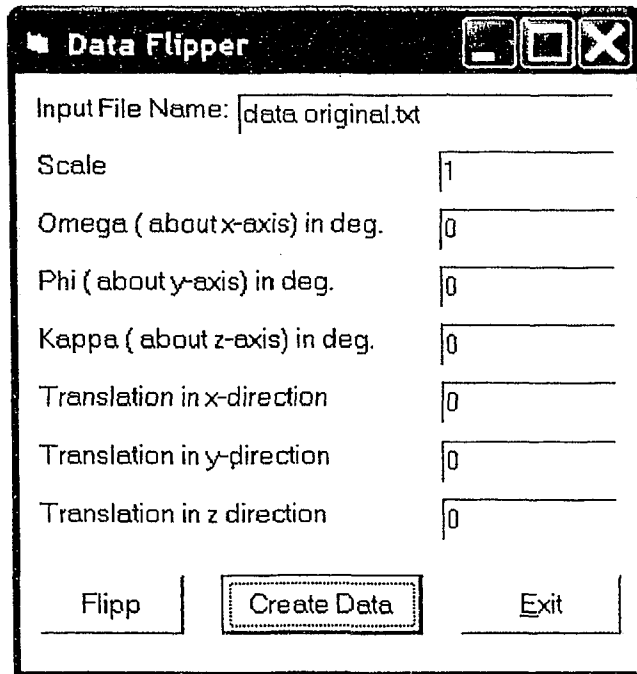 Data Flipper
Input File Name: data original.txt
Scale 1
Omega ( about x-axis) in deg. 0
Phi ( about y-axis) in deg. 0
Kappa ( about z-axis) in deg. 0
Translation in x-direction 0
Translation in y-direction 0
Translation in z direction 0
Flipp Create Data Exit